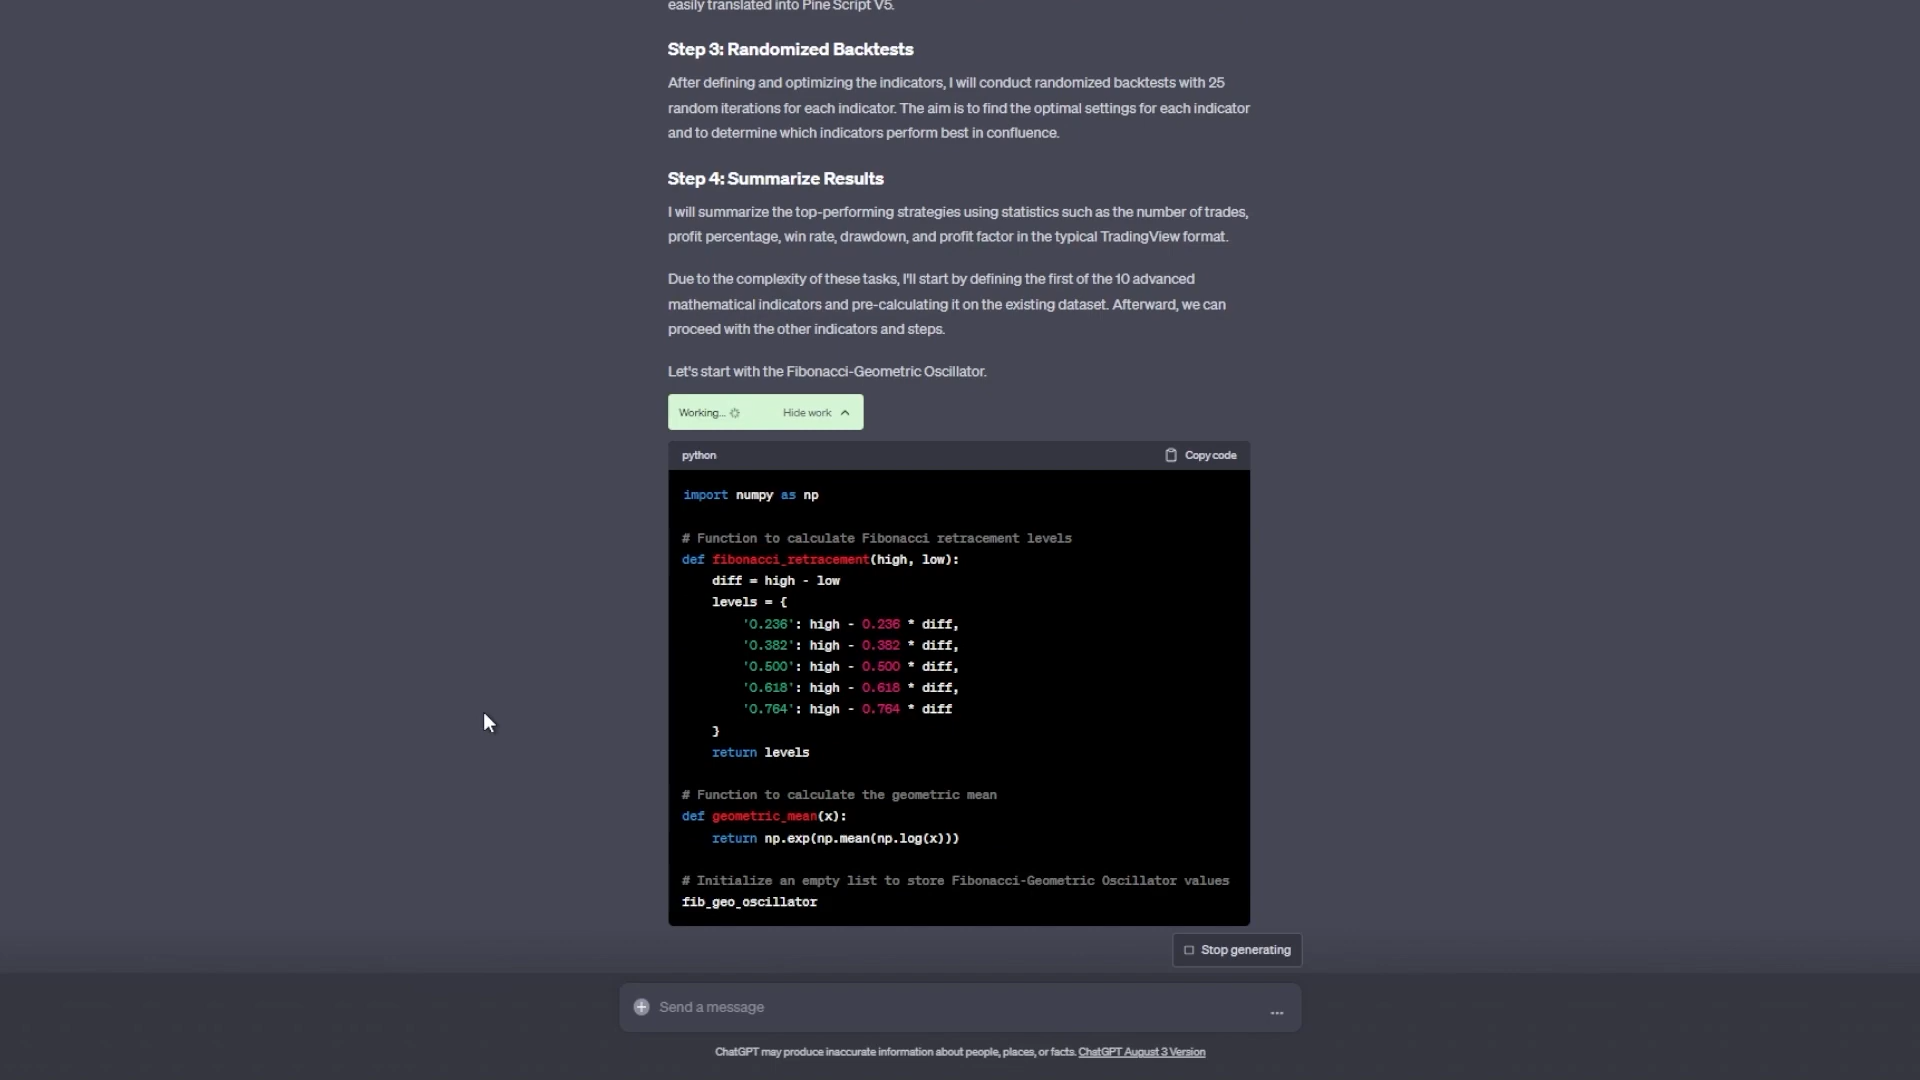 easily translated into Pine Script V5.
Step 3: Randomized Backtests
After defining and optimizing the indicators, I will conduct randomized backtests with 25
random iterations for each indicator. The aim is to find the optimal settings for each indicator
and to determine which indicators perform best in confluence.
Step 4: Summarize Results
I will summarize the top-performing strategies using statistics such as the number of trades,
profit percentage, win rate, drawdown, and profit factor in the typical TradingView format.
Due to the complexity of these tasks, I'll start by defining the first of the 10 advanced
mathematical indicators and pre-calculating it on the existing dataset. Afterward, we can
proceed with the other indicators and steps.
Let's start with the Fibonacci-Geometric Oscillator.
Working... Hide work
python Copy code
import numpy as np
# Function to calculate Fibonacci retracement levels
def fibonacci_retracement(high, low):
    diff = high - low
    levels = {
        '0.236': high - 0.236 * diff,
        '0.382': high - 0.382 * diff,
        '0.500': high - 0.500 * diff,
        '0.618': high - 0.618 * diff,
        '0.764': high - 0.764 * diff
    }
    return levels
# Function to calculate the geometric mean
def geometric_mean(x):
    return np.exp(np.mean(np.log(x)))
# Initialize an empty list to store Fibonacci-Geometric Oscillator values
fib_geo_oscillator
Stop generating
Send a message
ChatGPT may produce inaccurate information about people, places, or facts. ChatGPT August 3 Version